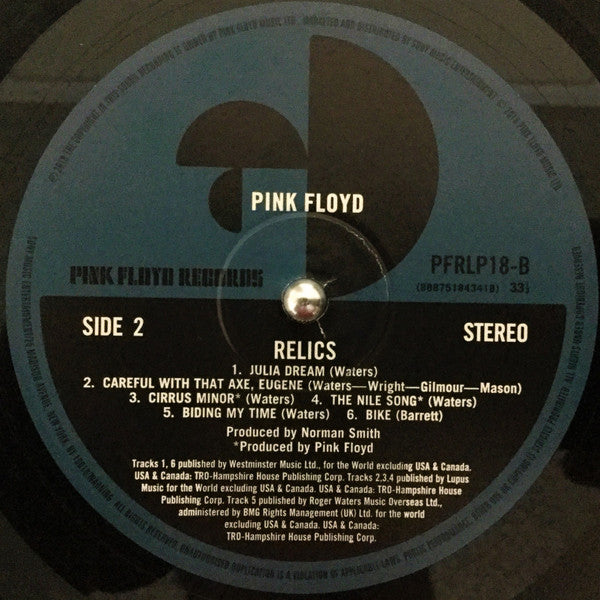 PINK FLOYD
PINK FLOYD RECORDS
PFRLP18-B
(88875184341B) 33⅓
SIDE 2
STEREO
RELICS
1. JULIA DREAM (Waters)
2. CAREFUL WITH THAT AXE, EUGENE (Waters—Wright—Gilmour—Mason)
3. CIRRUS MINOR* (Waters) 4. THE NILE SONG* (Waters)
5. BIDING MY TIME (Waters) 6. BIKE (Barrett)
Produced by Norman Smith
*Produced by Pink Floyd
Tracks 1, 6 published by Westminster Music Ltd., for the World excluding USA & Canada.
USA & Canada: TRO-Hampshire House Publishing Corp. Tracks 2,3,4 published by Lupus
Music for the World excluding USA & Canada. USA & Canada: TRO-Hampshire House
Publishing Corp. Track 5 published by Roger Waters Music Overseas Ltd.,
administered by BMG Rights Management (UK) Ltd. for the world
excluding USA & Canada. USA & Canada:
TRO-Hampshire House Publishing Corp.